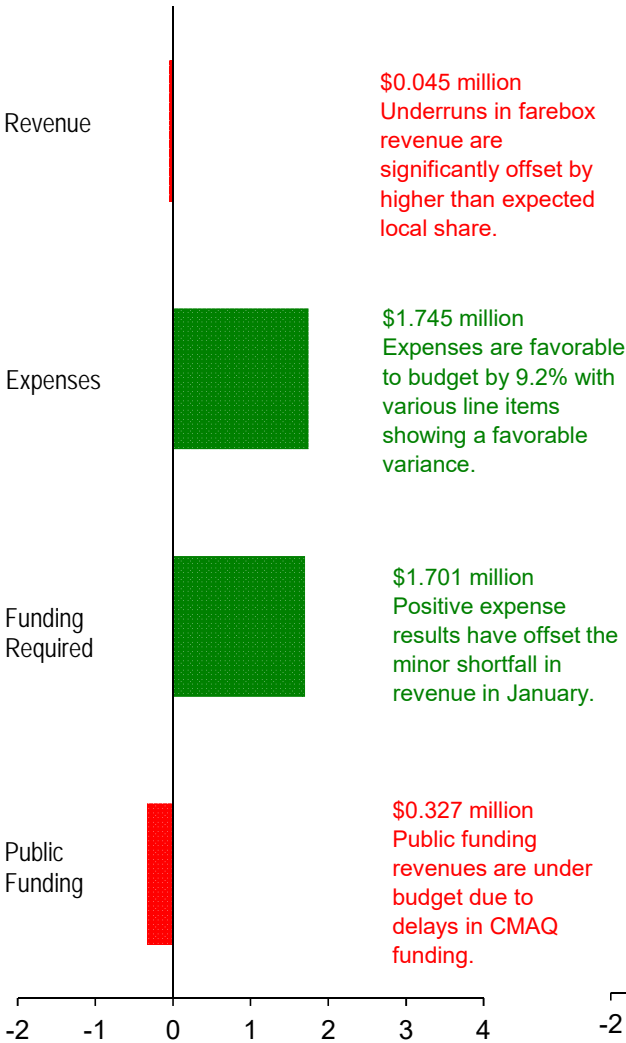 Revenue
$0.045 million
Underruns in farebox
revenue are
significantly offset by
higher than expected
local share.
Expenses
$1.745 million
Expenses are favorable
to budget by 9.2% with
various line items
showing a favorable
variance.
Funding
Required
$1.701 million
Positive expense
results have offset the
minor shortfall in
revenue in January.
Public
Funding
$0.327 million
Public funding
revenues are under
budget due to
delays in CMAQ
funding.
-2 -1 0 1 2 3 4 -2